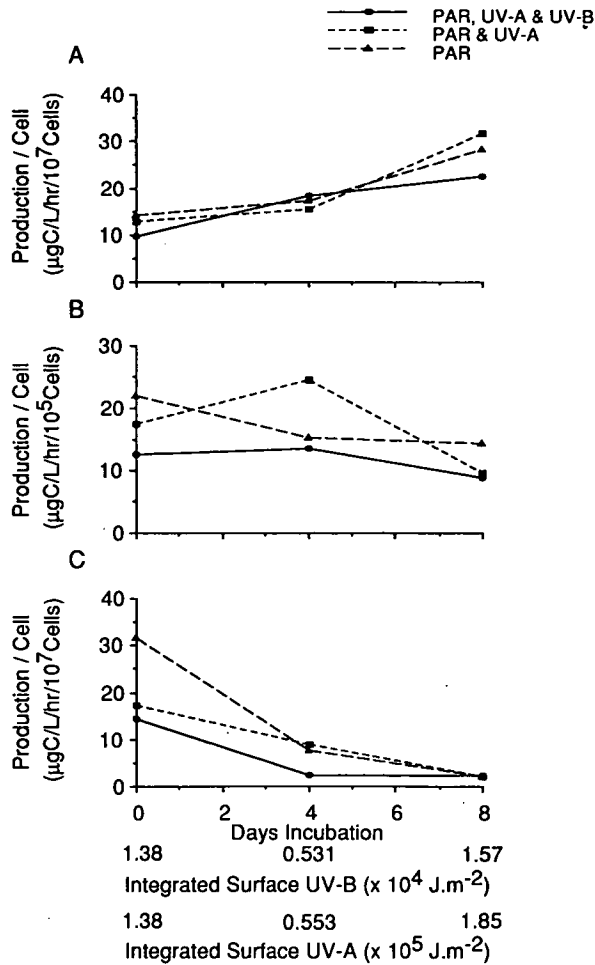 PAR, UV-A & UV-B
PAR & UV-A
PAR
A
Production / Cell
(µgC/L/hr/10⁷Cells)
40
30
20
10
0
B
Production / Cell
(µgC/L/hr/10⁵Cells)
30
20
10
0
C
Production / Cell
(µgC/L/hr/10⁷Cells)
40
30
20
10
0
0 2 4 6 8
Days Incubation
1.38 0.531 1.57
Integrated Surface UV-B (x 10⁴ J.m⁻²)
1.38 0.553 1.85
Integrated Surface UV-A (x 10⁵ J.m⁻²)